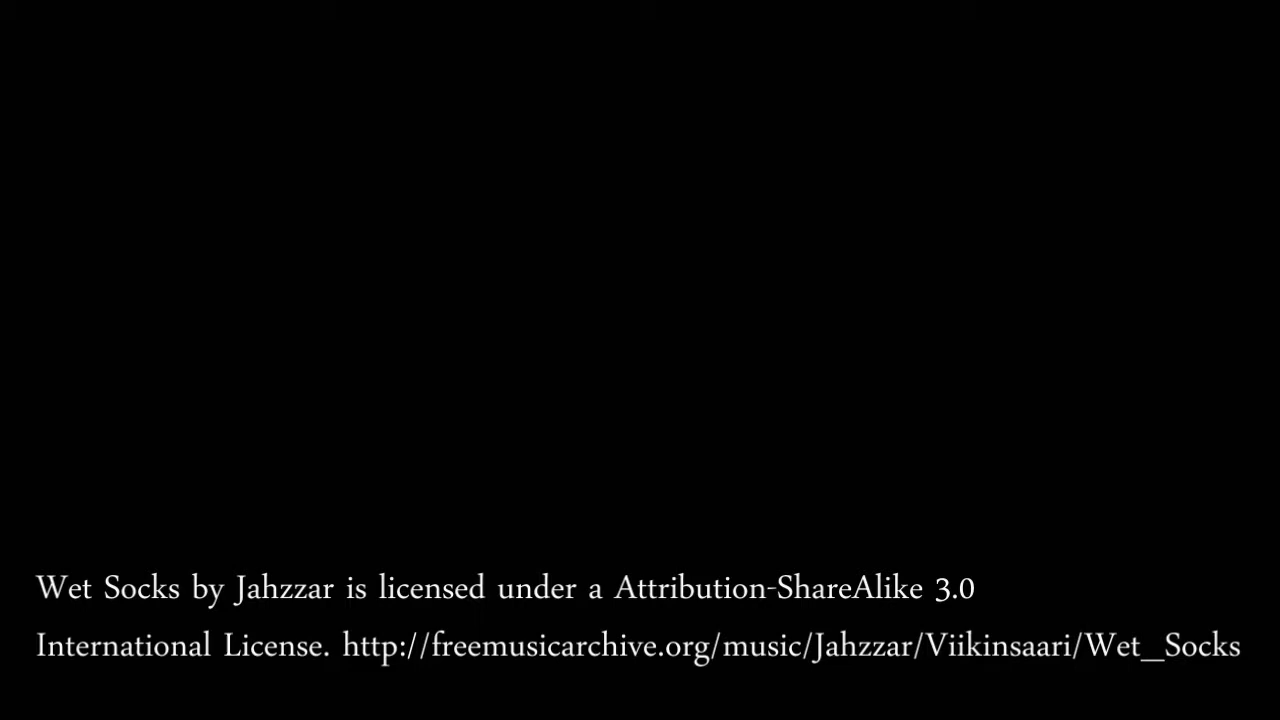 Wet Socks by Jahzzar is licensed under a Attribution-ShareAlike 3.0
International License. http://freemusicarchive.org/music/Jahzzar/Viikinsaari/Wet_Socks